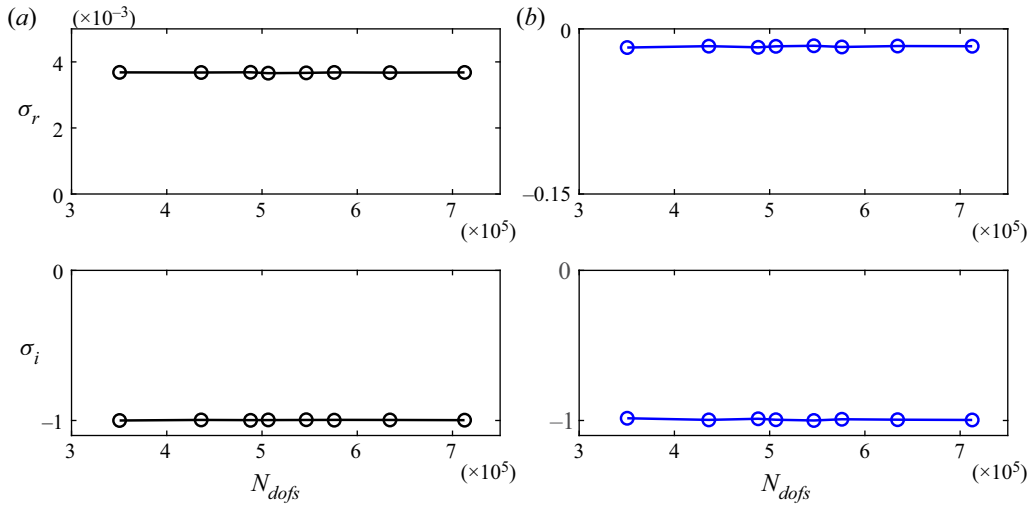 (a) (×10⁻³) (b)
4 –0
σᵣ
2
0 –0.15
3 4 5 6 7 3 4 5 6 7
(×10⁵) (×10⁵)
0 0
σᵢ
–1 –1
3 4 5 6 7 3 4 5 6 7
N_dofs (×10⁵) N_dofs (×10⁵)